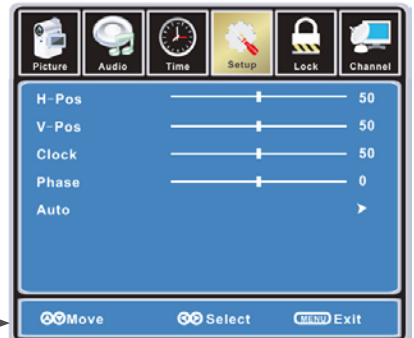 Picture Audio Time Setup Lock Channel
H-Pos 50
V-Pos 50
Clock 50
Phase 0
Auto
Move Select MENU Exit